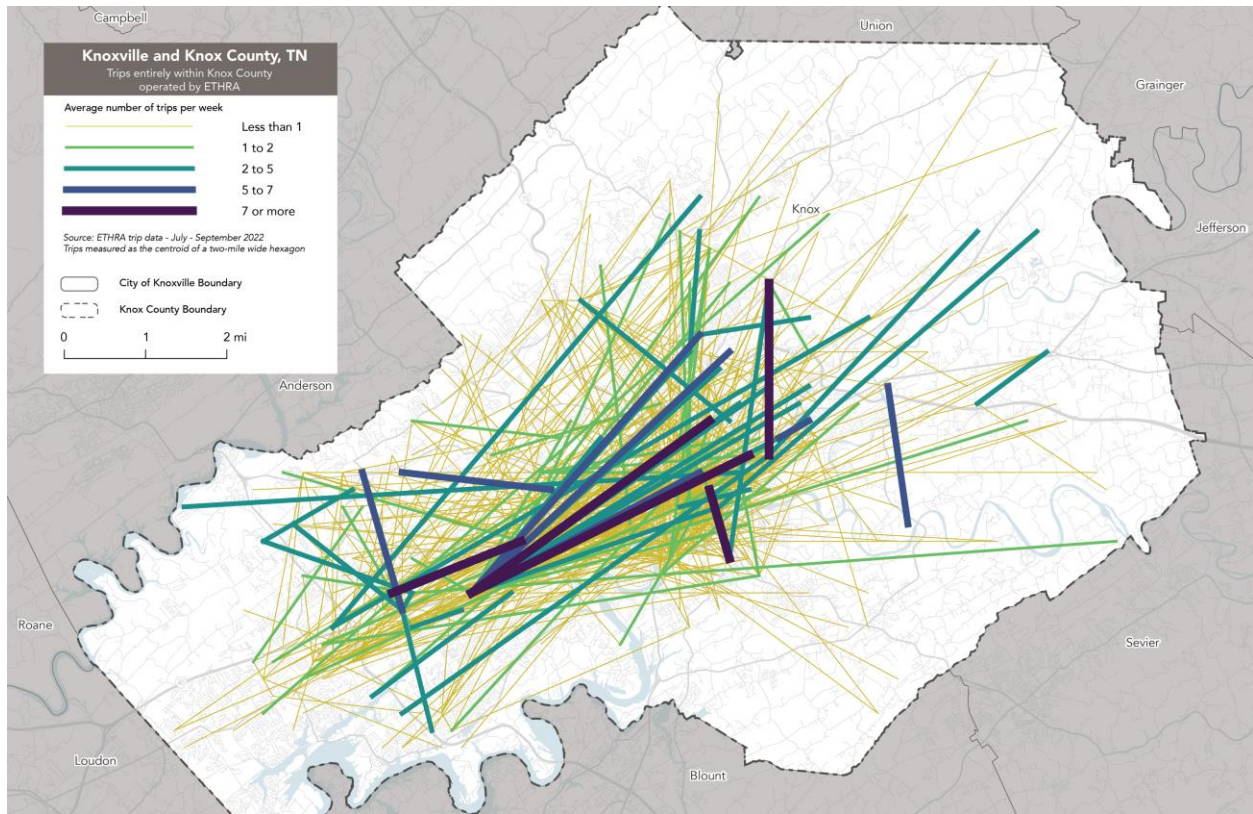 Campbell
Union
Knoxville and Knox County, TN
Trips entirely within Knox County
operated by ETHRA
Average number of trips per week
Less than 1
1 to 2
2 to 5
5 to 7
7 or more
Source: ETHRA trip data - July - September 2022
Trips measured as the centroid of a two-mile wide hexagon
City of Knoxville Boundary
Knox County Boundary
0 1 2 mi
Grainger
Knox
Jefferson
Anderson
Roane
Sevier
Loudon
Blount